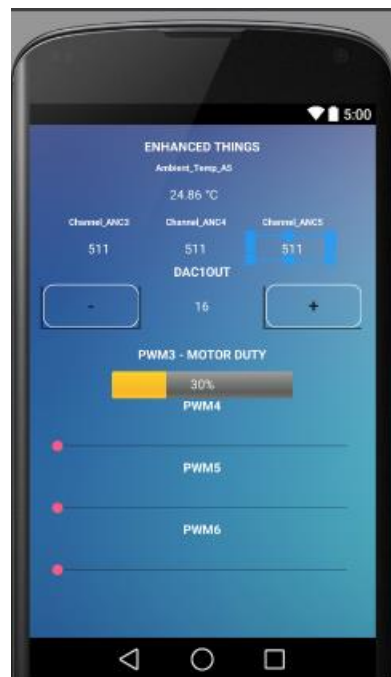 5:00
ENHANCED THINGS
Ambient_Temp_A5
24.86 °C
Channel_ANC3 Channel_ANC4 Channel_ANC5
511 511 511
DAC1OUT
- 16 +
PWM3 - MOTOR DUTY
30%
PWM4
PWM5
PWM6